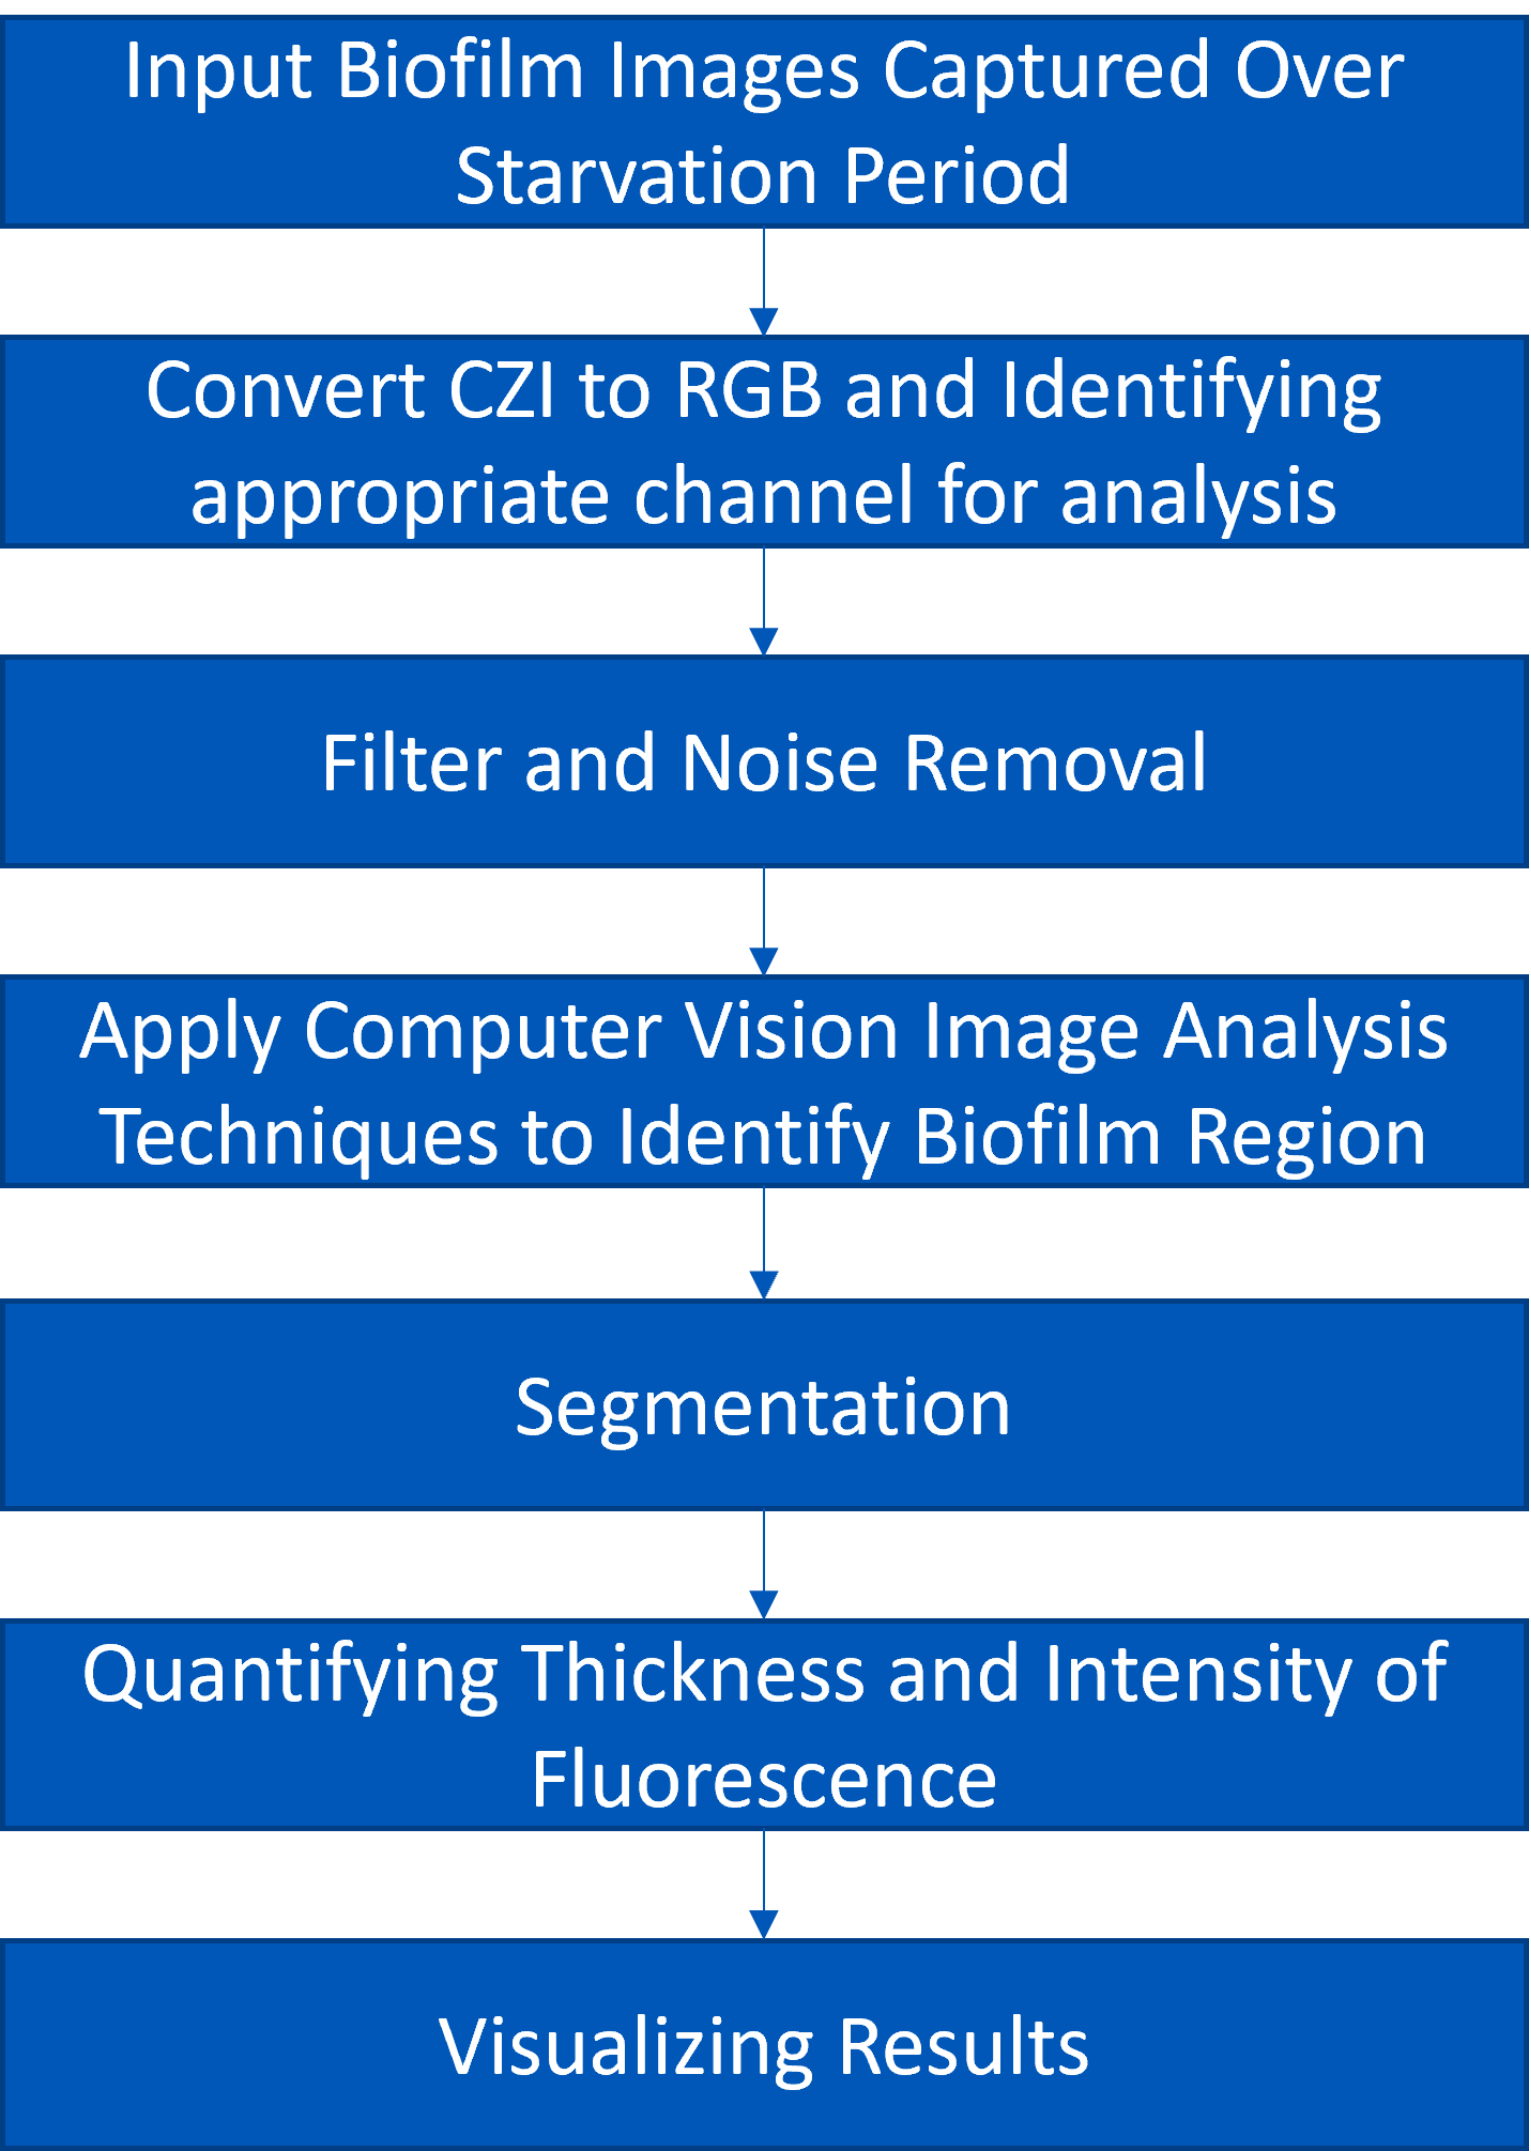 Input Biofilm Images Captured Over
Starvation Period
Convert CZI to RGB and Identifying
appropriate channel for analysis
Filter and Noise Removal
Apply Computer Vision Image Analysis
Techniques to Identify Biofilm Region
Segmentation
Quantifying Thickness and Intensity of
Fluorescence
Visualizing Results